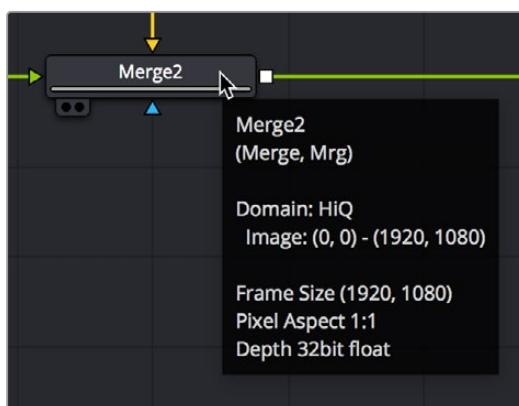 Merge2
Merge2
(Merge, Mrg)
Domain: HiQ
Image: (0, 0) - (1920, 1080)
Frame Size (1920, 1080)
Pixel Aspect 1:1
Depth 32bit float